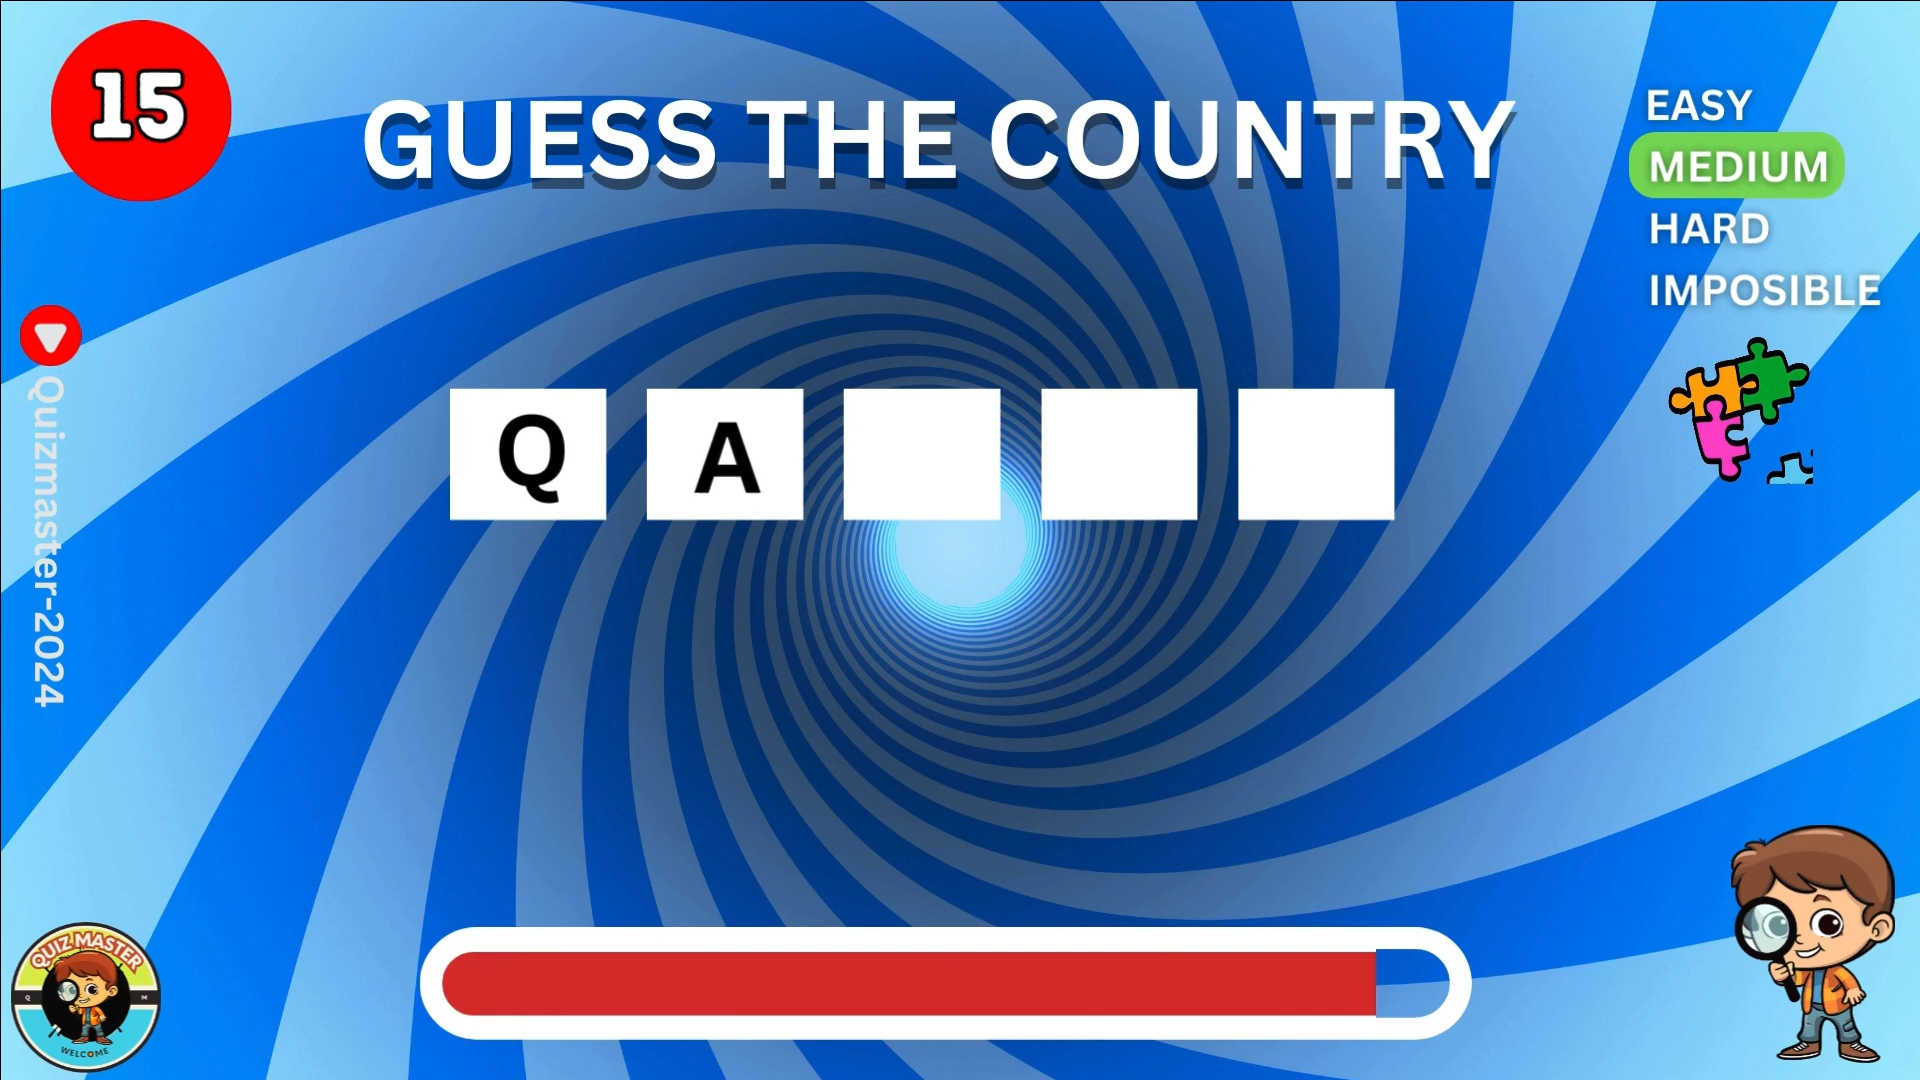 15
GUESS THE COUNTRY
EASY
MEDIUM
HARD
IMPOSIBLE
Q A
Quizmaster-2024
QUIZ MASTER
Q M
WELCOME